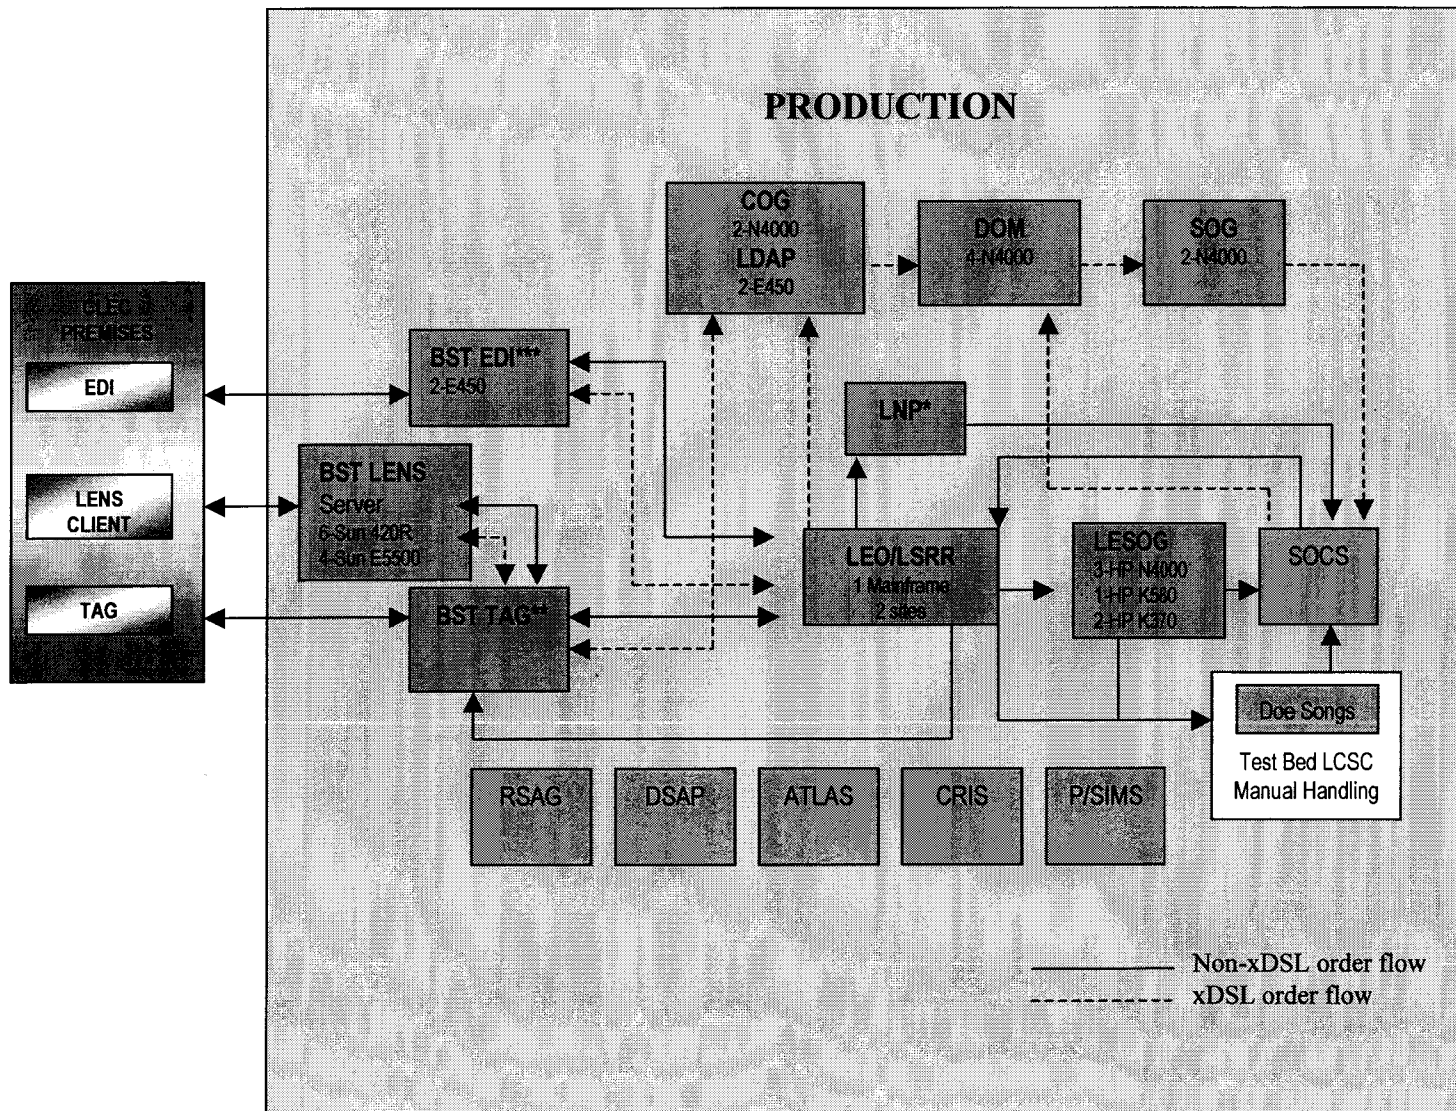 PRODUCTION
COG
2-N4000
LDAP
2-E450
DOM
4-N4000
SOG
2-N4000
CLEC
PREMISES
EDI
LENS
CLIENT
TAG
BST EDI***
2-E450
BST LENS
Server
6-Sun 420R
4-Sun E5500
BST TAG**
LNP*
LEO/LSRR
1 Mainframe
2 sites
LESOG
3-HP N4000
1-HP K580
2-HP K370
SOCS
Doe Songs
Test Bed LCSC
Manual Handling
RSAG
DSAP
ATLAS
CRIS
P/SIMS
Non-xDSL order flow
xDSL order flow